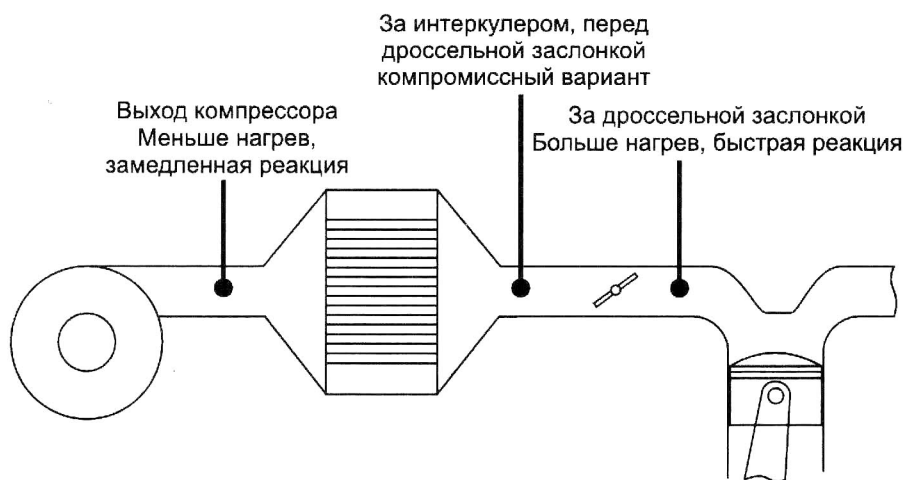 За интеркулером, перед
дроссельной заслонкой
компромиссный вариант
Выход компрессора
Меньше нагрев,
замедленная реакция
За дроссельной заслонкой
Больше нагрев, быстрая реакция